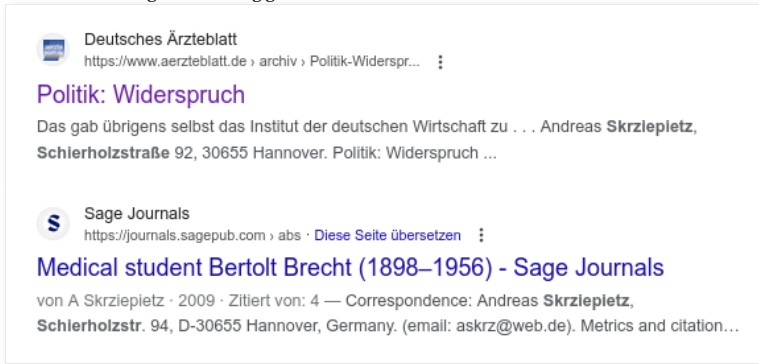 Deutsches Ärzteblatt
https://www.aerzteblatt.de › archiv › Politik-Widerspr...
Politik: Widerspruch
Das gab übrigens selbst das Institut der deutschen Wirtschaft zu . . . Andreas Skrziepietz,
Schierholzstraße 92, 30655 Hannover. Politik: Widerspruch ...
Sage Journals
https://journals.sagepub.com › abs · Diese Seite übersetzen
Medical student Bertolt Brecht (1898–1956) - Sage Journals
von A Skrziepietz · 2009 · Zitiert von: 4 — Correspondence: Andreas Skrziepietz,
Schierholzstr. 94, D-30655 Hannover, Germany. (email: askrz@web.de). Metrics and citation...